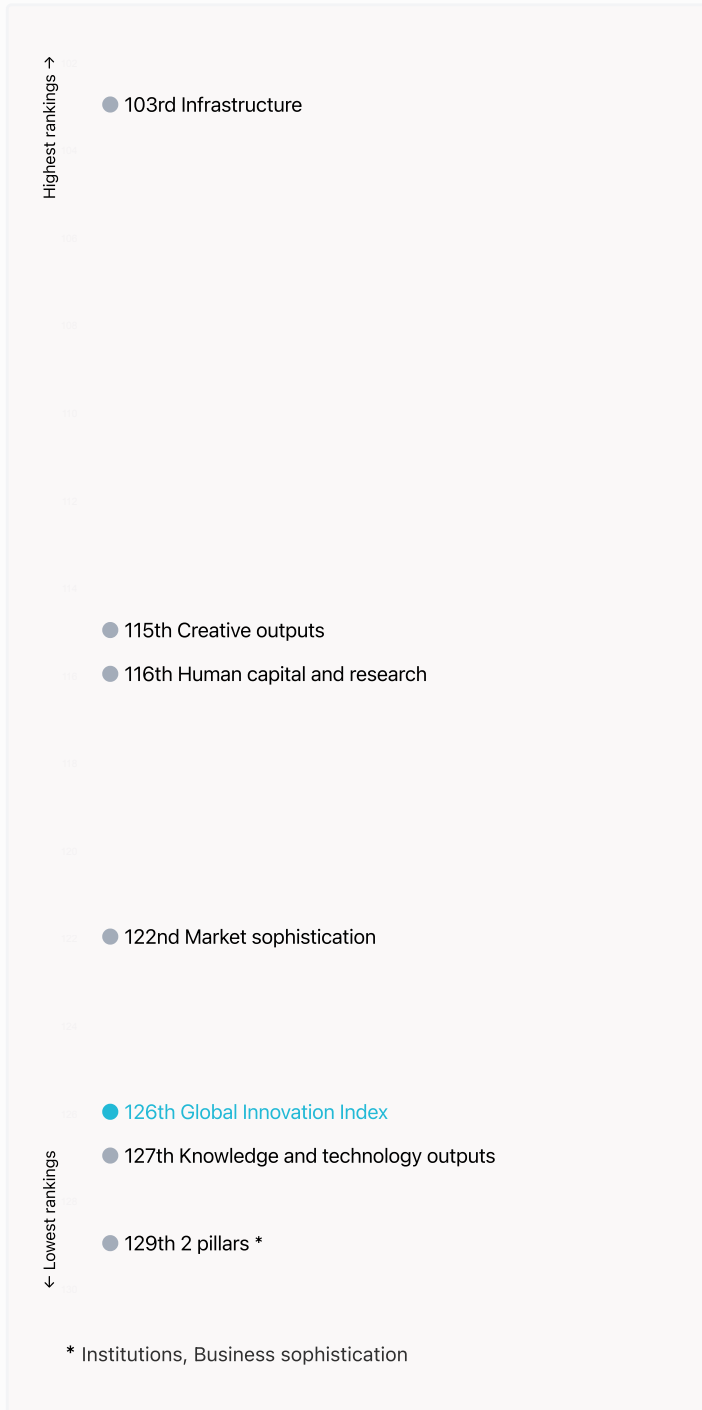 Highest rankings →
103rd Infrastructure
115th Creative outputs
116th Human capital and research
122nd Market sophistication
126th Global Innovation Index
127th Knowledge and technology outputs
← Lowest rankings
129th 2 pillars *
* Institutions, Business sophistication